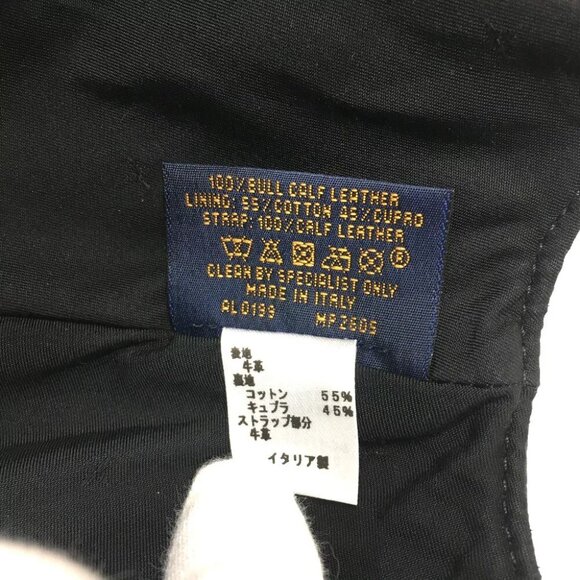 100% BULL CALF LEATHER
LINING: 55% COTTON 45% CUPRO
STRAP: 100% CALF LEATHER
CLEAN BY SPECIALIST ONLY
MADE IN ITALY
AL0199 MP2605
表地
牛革
裏地
コットン 55%
キュプラ 45%
ストラップ部分
牛革
イタリア製